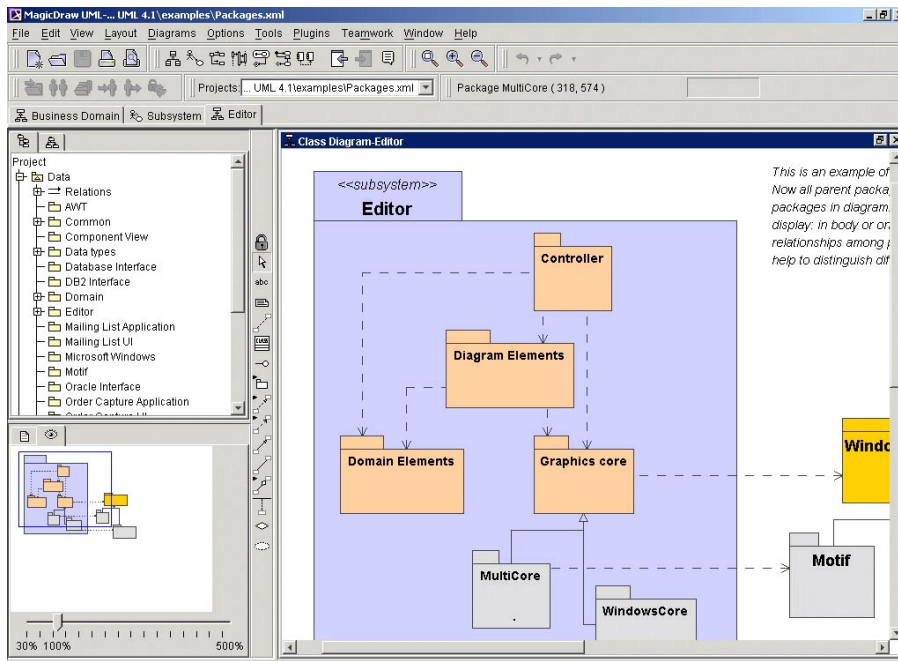 MagicDraw UML-... UML 4.1\examples\Packages.xml
File Edit View Layout Diagrams Options Tools Plugins Teamwork Window Help
Projects: ... UML 4.1\examples\Packages.xml
Package MultiCore ( 318, 574 )
Business Domain
Subsystem
Editor
Project
Data
Relations
AWT
Common
Component View
Data types
Database Interface
DB2 Interface
Domain
Editor
Mailing List Application
Mailing List UI
Microsoft Windows
Motif
Oracle Interface
Order Capture Application
30% 100% 500%
abc
CLASS
Class Diagram-Editor
<<subsystem>>
Editor
Controller
Diagram Elements
Domain Elements
Graphics core
MultiCore
WindowsCore
Windo
Motif
This is an example of
Now all parent packa
packages in diagram.
display: in body or on
relationships among
help to distinguish dif